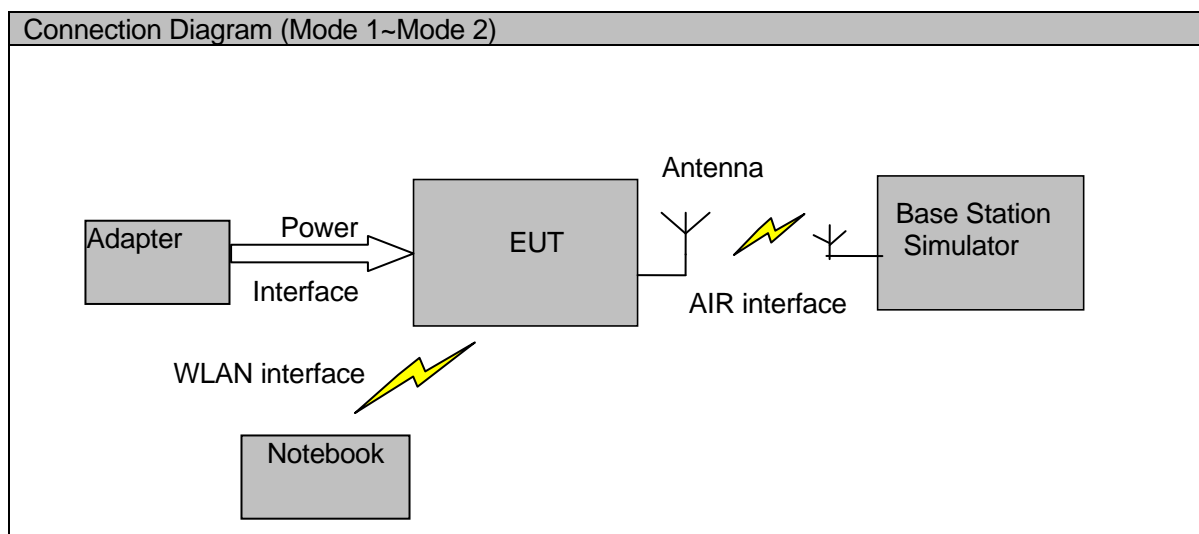 Connection Diagram (Mode 1~Mode 2)
Antenna
Adapter
Power
Interface
EUT
Base Station
Simulator
AIR interface
WLAN interface
Notebook